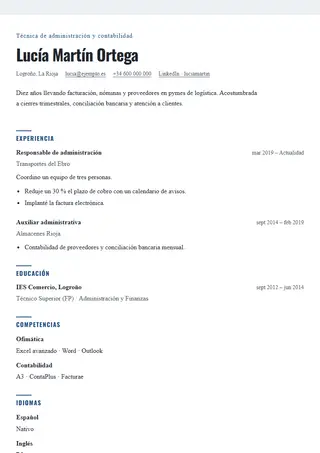 Técnica de administración y contabilidad
Lucía Martín Ortega
Logroño, La Rioja lucia@ejemplo.es +34 600 000 000 LinkedIn · luciamartin
Diez años llevando facturación, nóminas y proveedores en pymes de logística. Acostumbrada
a cierres trimestrales, conciliación bancaria y atención a clientes.
EXPERIENCIA
Responsable de administración mar 2019 – Actualidad
Transportes del Ebro
Coordino un equipo de tres personas.
• Reduje un 30 % el plazo de cobro con un calendario de avisos.
• Implanté la factura electrónica.
Auxiliar administrativa sept 2014 – feb 2019
Almacenes Rioja
• Contabilidad de proveedores y conciliación bancaria mensual.
EDUCACIÓN
IES Comercio, Logroño sept 2012 – jun 2014
Técnico Superior (FP) · Administración y Finanzas
COMPETENCIAS
Ofimática
Excel avanzado · Word · Outlook
Contabilidad
A3 · ContaPlus · Facturae
IDIOMAS
Español
Nativo
Inglés